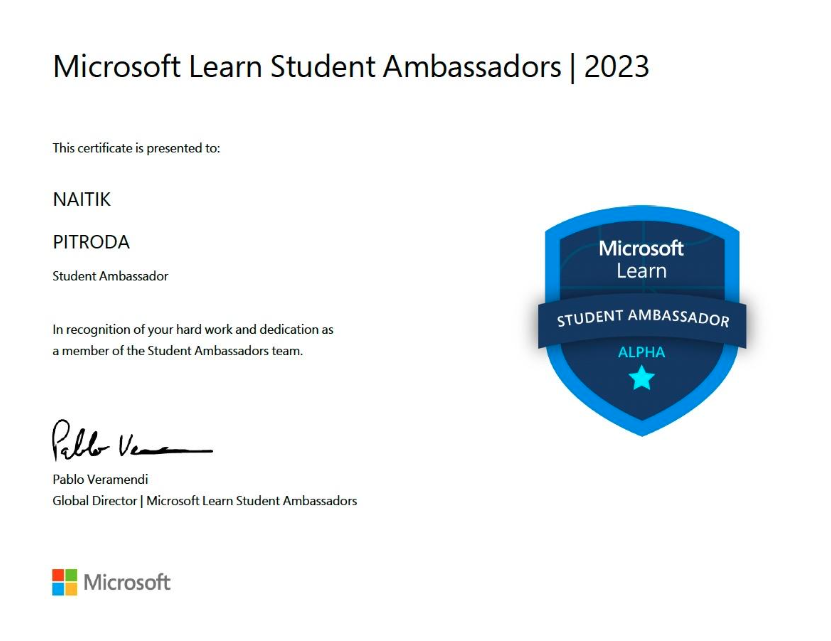 Microsoft Learn Student Ambassadors | 2023
This certificate is presented to:
NAITIK
PITRODA
Student Ambassador
In recognition of your hard work and dedication as
a member of the Student Ambassadors team.
Pablo Veramendi
Global Director | Microsoft Learn Student Ambassadors
Microsoft
Microsoft
Learn
STUDENT AMBASSADOR
ALPHA